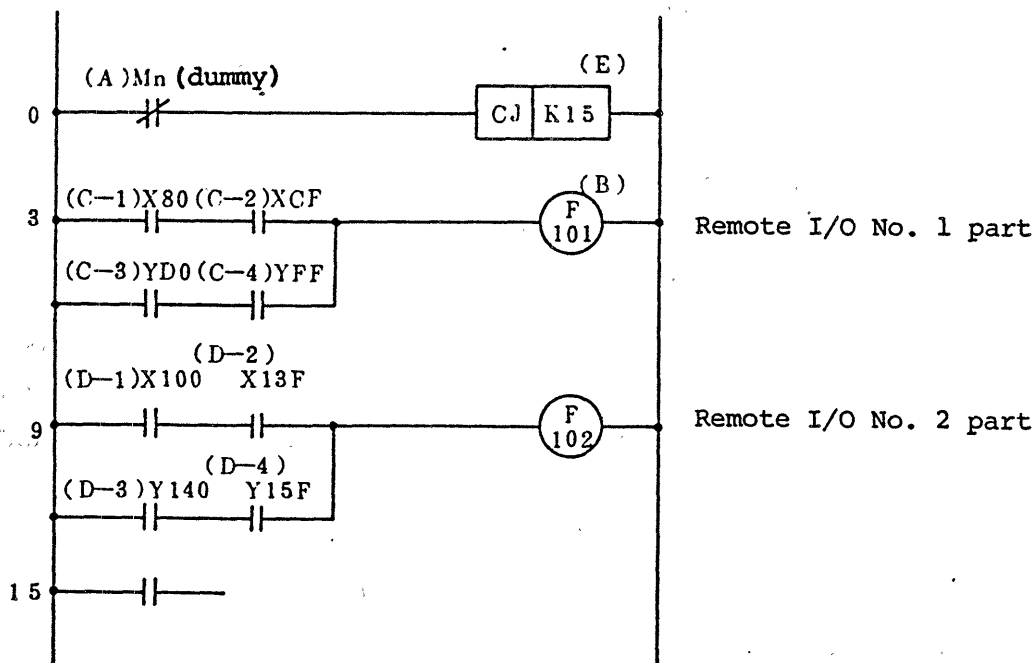 (E)
(A)Mn (dummy)
0 CJ K15
(B)
(C-1)X80 (C-2)XCF
3 F 101 Remote I/O No. 1 part
(C-3)YD0 (C-4)YFF
(D-2)
(D-1)X100 X13F
9 F 102 Remote I/O No. 2 part
(D-4)
(D-3)Y140 Y15F
15